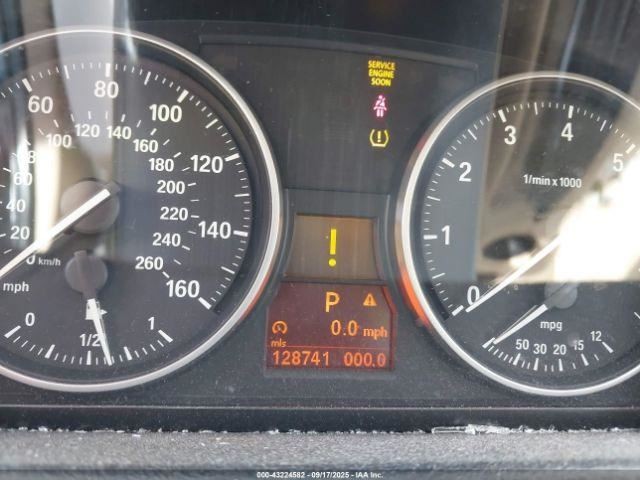 SERVICE
ENGINE
SOON
60 80 100 120 140 160
20 40 60 80 100 120 140 160 180 200 220 240 260
km/h
mph
0 1/2 1
!
P
0.0 mph
mls
128741 000.0
0 1 2 3 4 5
1/min x 1000
mpg
50 30 20 15 12
000-43224582 - 09/17/2025 - IAA Inc.